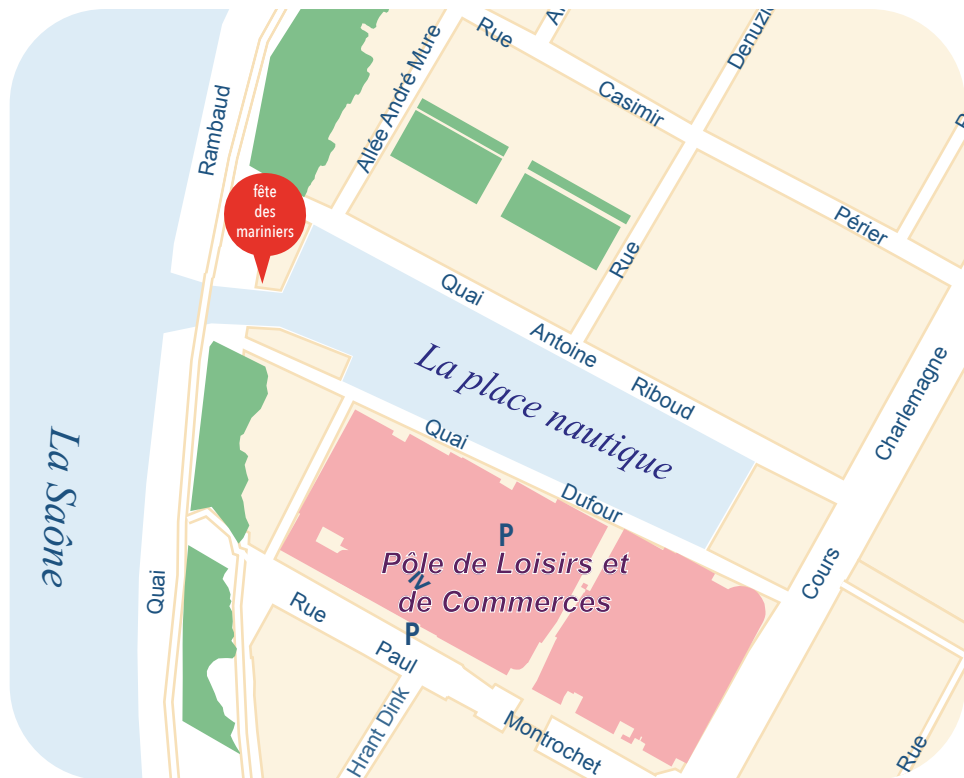 Rue
Casimir
Périer
Denuzi
Allée André Mure
Rambaud
fête
des
mariniers
Rue
Quai
Antoine
Riboud
La place nautique
Charlemagne
Cours
Quai
Dufour
La Saône
P
Pôle de Loisirs et
de Commerces
IV
P
Quai
Rue
Paul
Montrochet
Hrant Dink
Rue